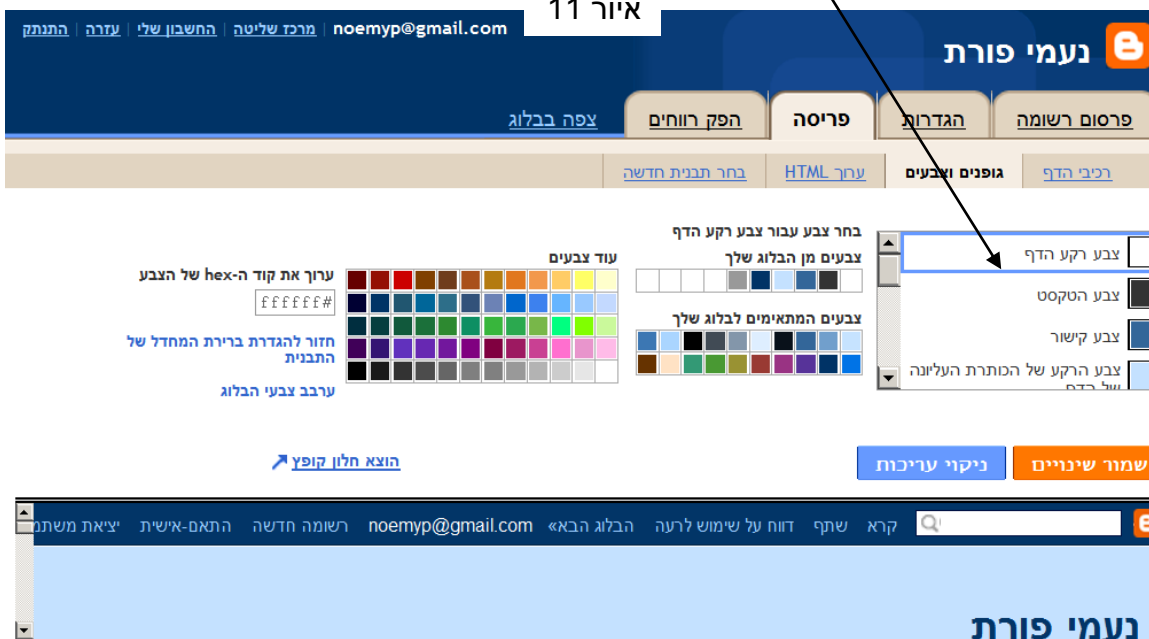 איור 11
noemyp@gmail.com | מרכז שליטה | החשבון שלי | עזרה | התנתק
נעמי פורת
פרסום רשומה
הגדרות
פריסה
הפק רווחים
צפה בבלוג
רכיבי הדף
גופנים וצבעים
ערוך HTML
בחר תבנית חדשה
צבע רקע הדף
צבע הטקסט
צבע קישור
צבע הרקע של הכותרת העליונה
של הדף
בחר צבע עבור צבע רקע הדף
צבעים מן הבלוג שלך
צבעים המתאימים לבלוג שלך
עוד צבעים
ערוך את קוד ה-hex של הצבע
#ffffff
חזור להגדרת ברירת המחדל של
התבנית
ערבב צבעי הבלוג
שמור שינויים
ניקוי עריכות
הוצא חלון קופץ
קרא שתף דווח על שימוש לרעה הבלוג הבא» noemyp@gmail.com רשומה חדשה התאם-אישית יציאת
נעמי פורת